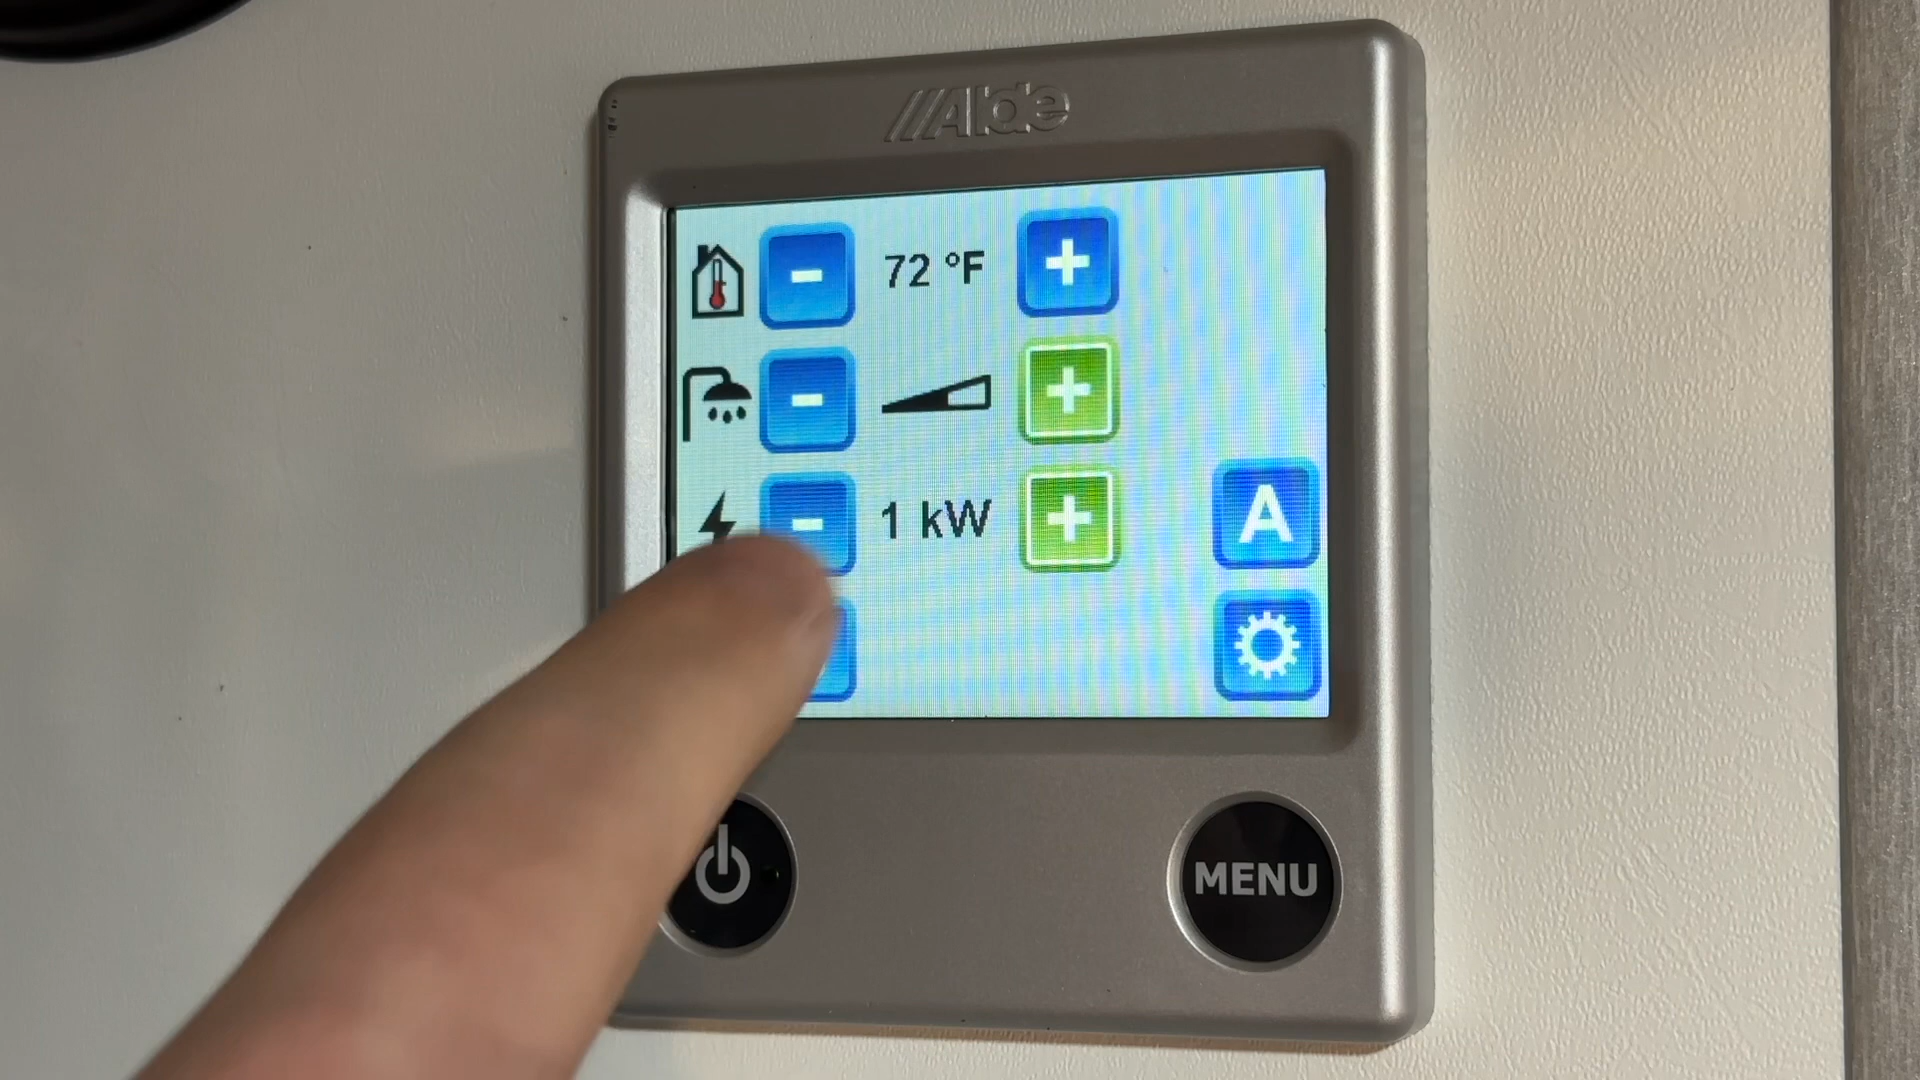 Alde
- 72 °F +
- +
- 1 kW +
A
MENU